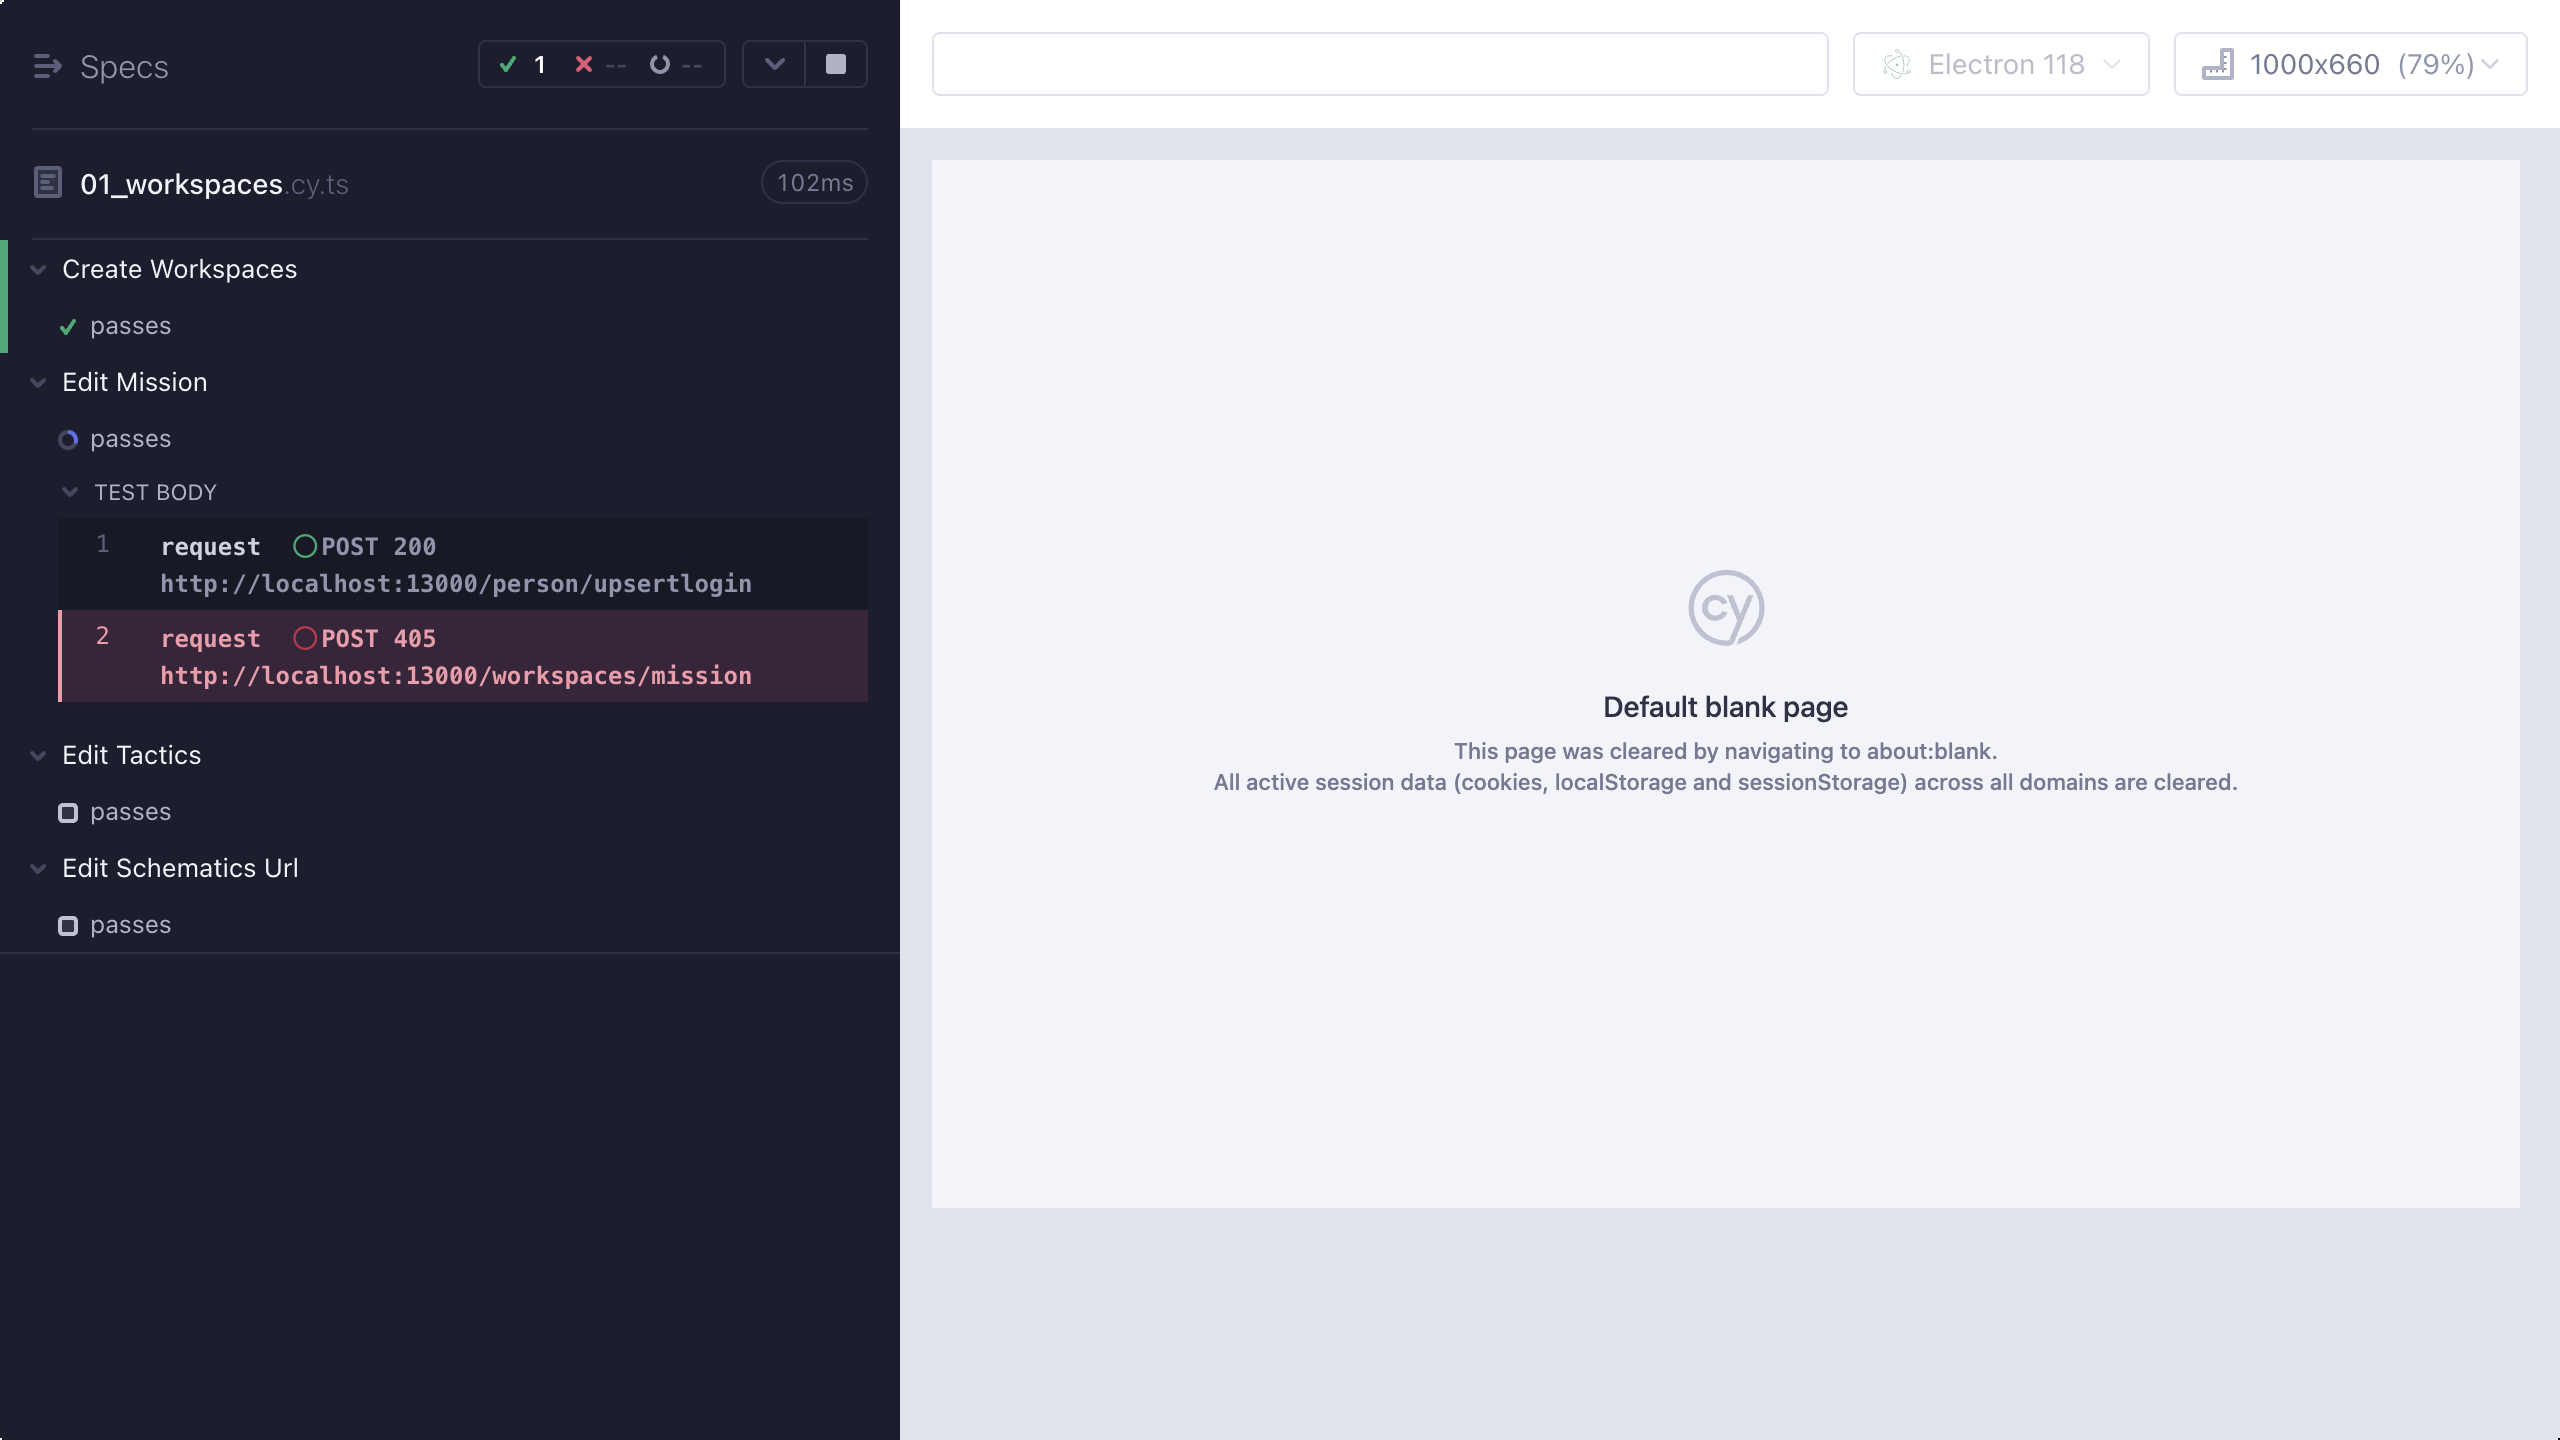 Specs
1 -- --
01_workspaces.cy.ts
102ms
Create Workspaces
passes
Edit Mission
passes
TEST BODY
1 request POST 200
http://localhost:13000/person/upsertlogin
2 request POST 405
http://localhost:13000/workspaces/mission
Edit Tactics
passes
Edit Schematics Url
passes
Electron 118
1000x660 (79%)
cy
Default blank page
This page was cleared by navigating to about:blank.
All active session data (cookies, localStorage and sessionStorage) across all domains are cleared.